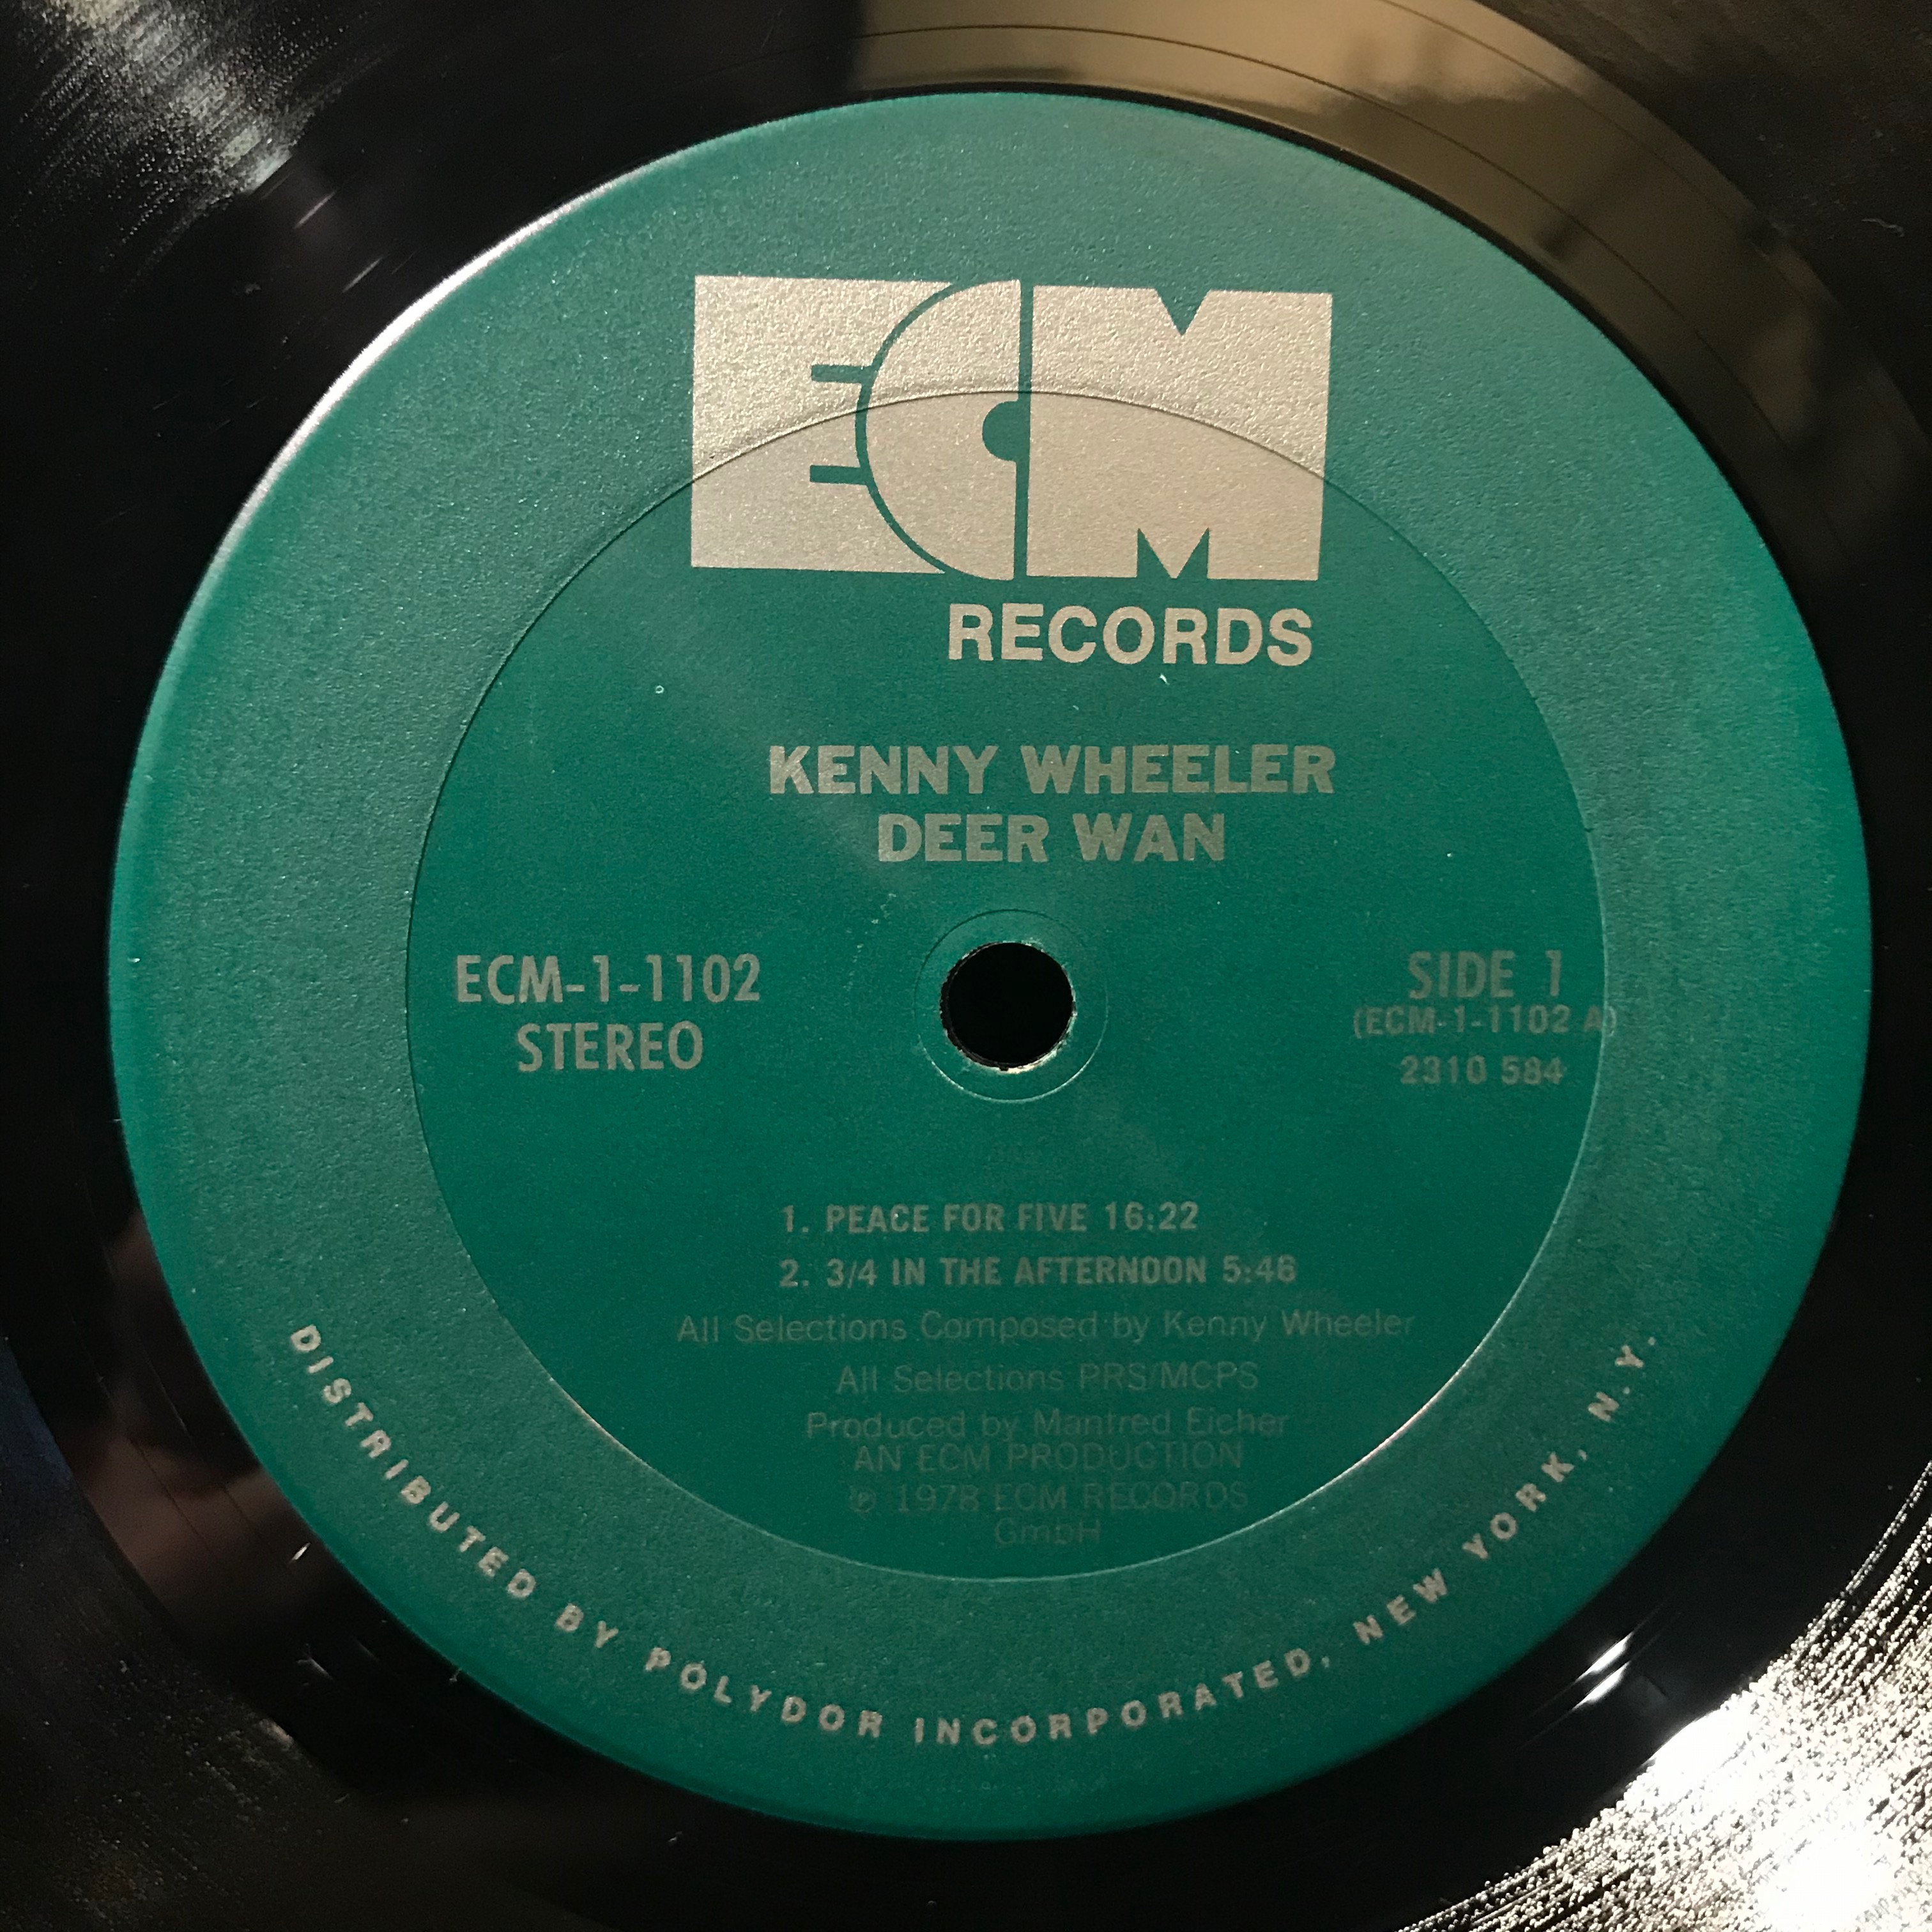 ECM
RECORDS
KENNY WHEELER
DEER WAN
ECM-1-1102
STEREO
SIDE 1
(ECM-1-1102 A)
2310 584
1. PEACE FOR FIVE 16:22
2. 3/4 IN THE AFTERNOON 5:46
All Selections Composed by Kenny Wheeler
All Selections PRS/MCPS
Produced by Manfred Eicher
AN ECM PRODUCTION
℗ 1978 ECM RECORDS
GmbH
DISTRIBUTED BY POLYDOR INCORPORATED, NEW YORK, N.Y.